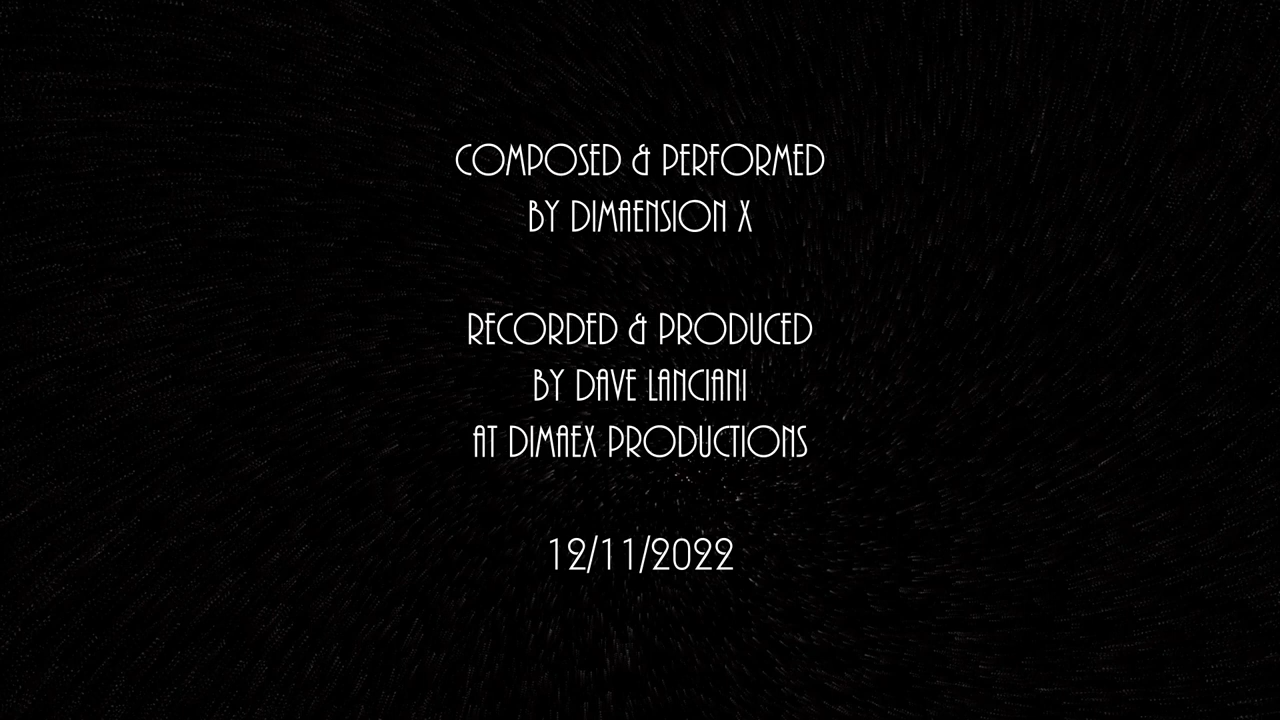 COMPOSED & PERFORMED
BY DIMAENSION X
RECORDED & PRODUCED
BY DAVE LANCIANI
AT DIMAEX PRODUCTIONS
12/11/2022